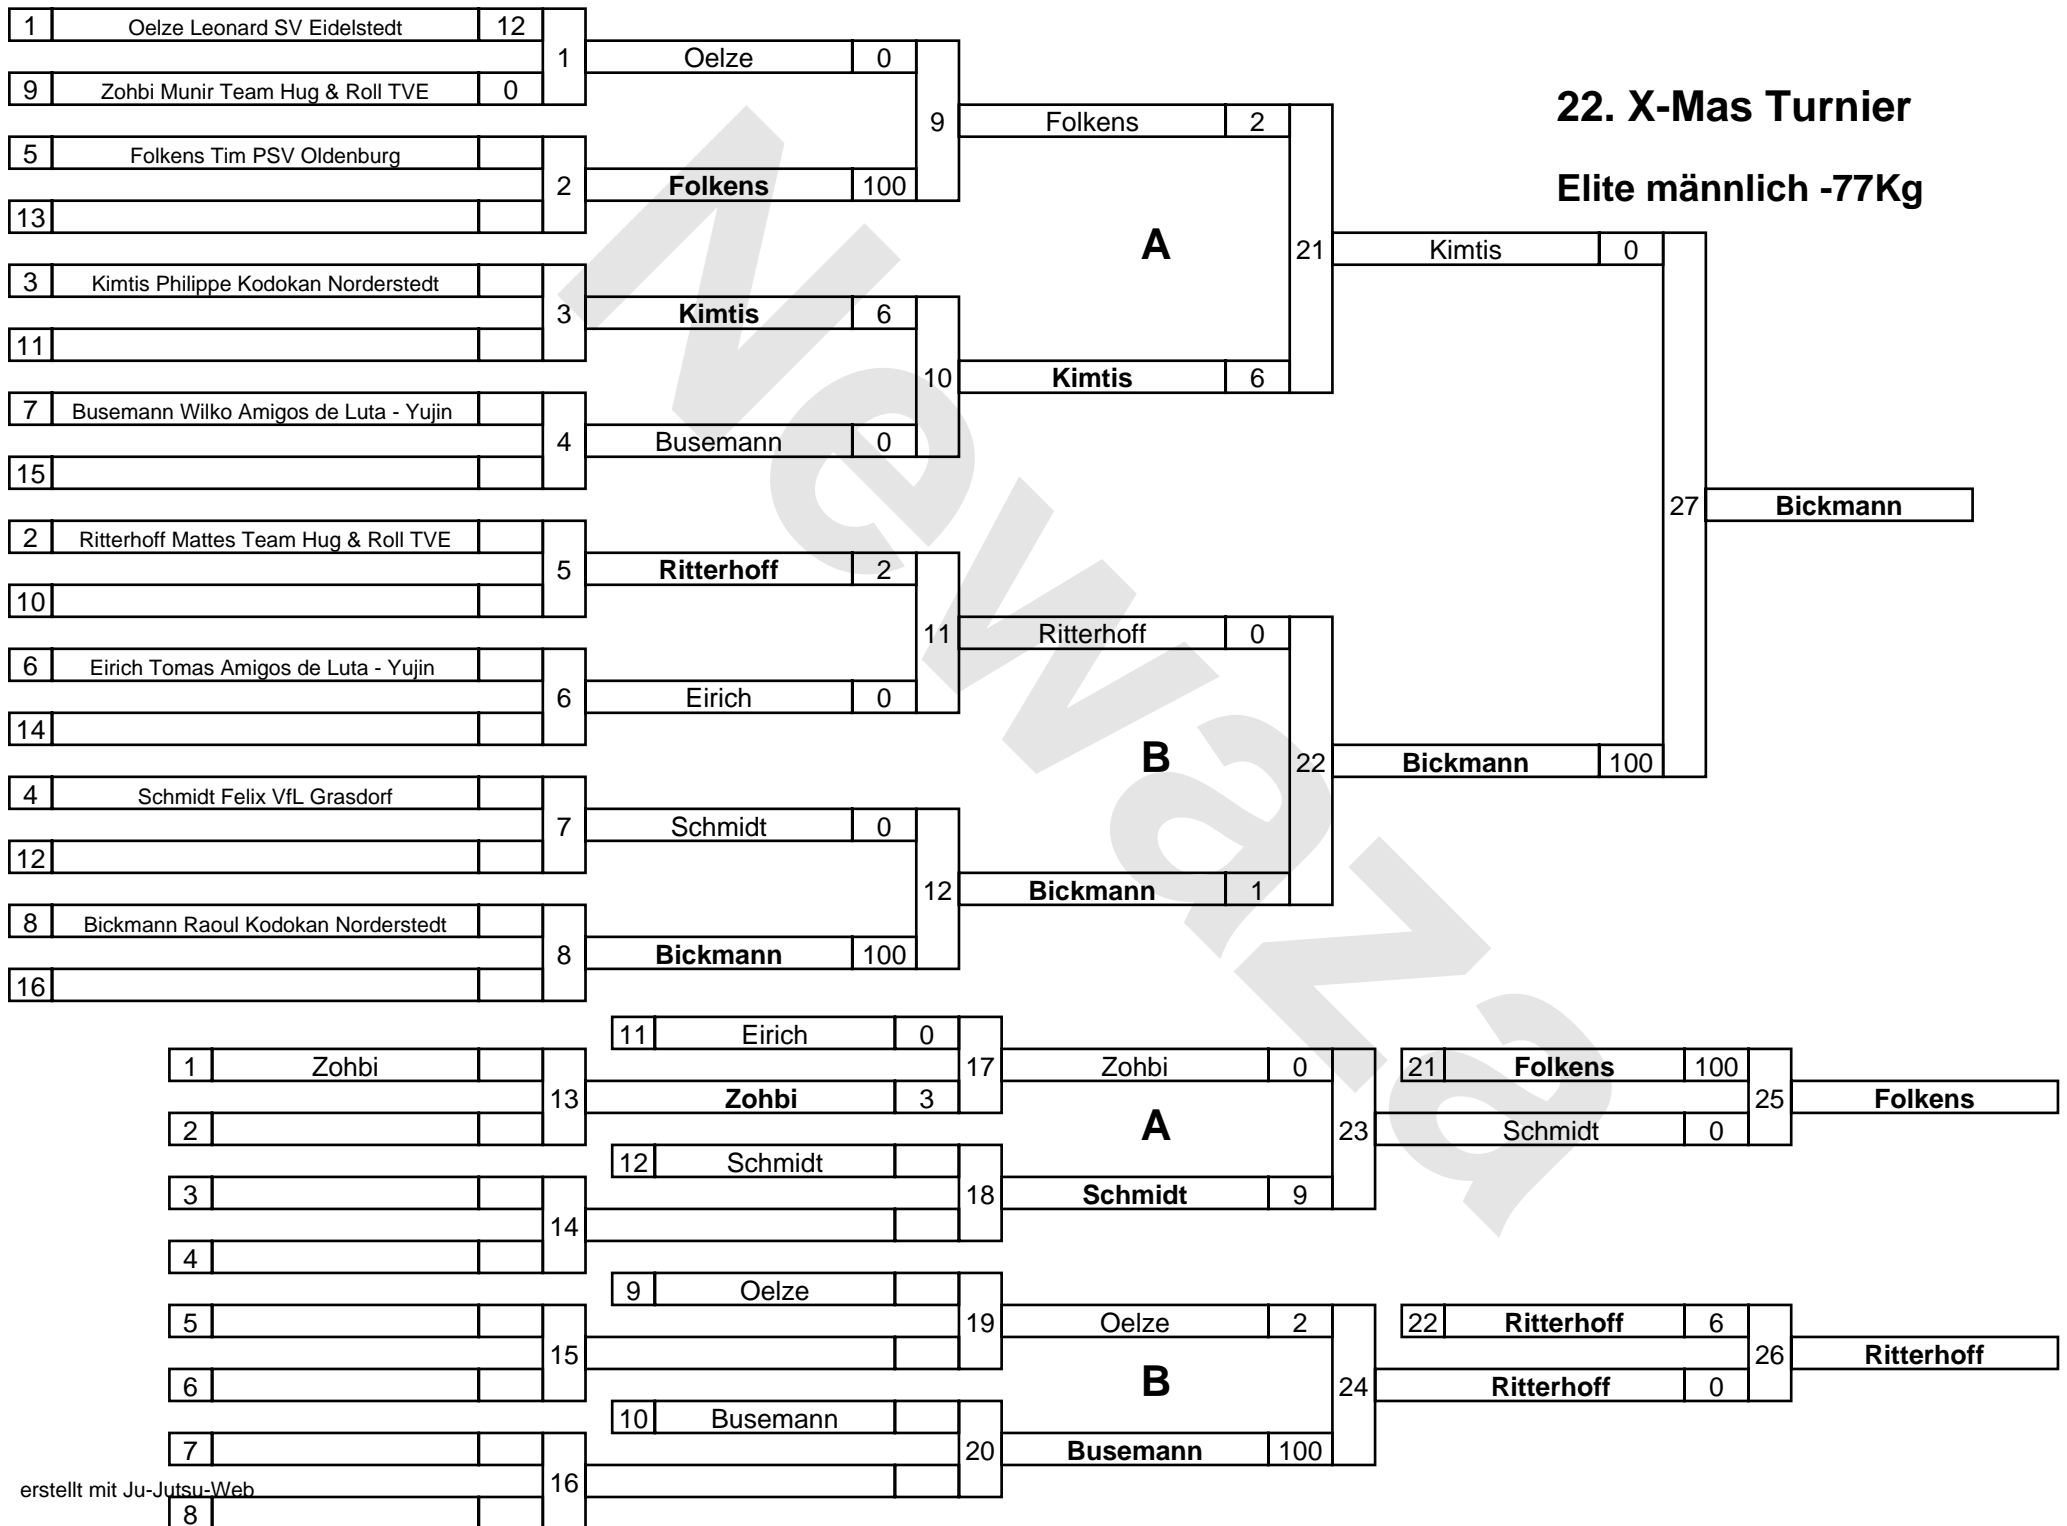 22. X-Mas Turnier
Elite männlich -77Kg
1 Oelze Leonard SV Eidelstedt 12
1
9 Zohbi Munir Team Hug & Roll TVE 0
5 Folkens Tim PSV Oldenburg
2
13
3 Kimtis Philippe Kodokan Norderstedt
3
11
7 Busemann Wilko Amigos de Luta - Yujin
4
15
2 Ritterhoff Mattes Team Hug & Roll TVE
5
10
6 Eirich Tomas Amigos de Luta - Yujin
6
14
4 Schmidt Felix VfL Grasdorf
7
12
8 Bickmann Raoul Kodokan Norderstedt
8
16
Oelze 0
9
Folkens 100
Kimtis 6
10
Busemann 0
Ritterhoff 2
11
Eirich 0
Schmidt 0
12
Bickmann 100
Folkens 2
A
21
Kimtis 6
Ritterhoff 0
B
22
Bickmann 1
Kimtis 0
27
Bickmann 100
Bickmann
Newaza
1 Zohbi
13
2
3
14
4
5
15
6
7
16
8
11 Eirich 0
17
Zohbi 3
12 Schmidt
18
9 Oelze
19
10 Busemann
20
Zohbi 0
A
23
Schmidt 9
Oelze 2
B
24
Busemann 100
21 Folkens 100
25
Schmidt 0
Folkens
22 Ritterhoff 6
26
Ritterhoff 0
Ritterhoff
erstellt mit Ju-Jutsu-Web